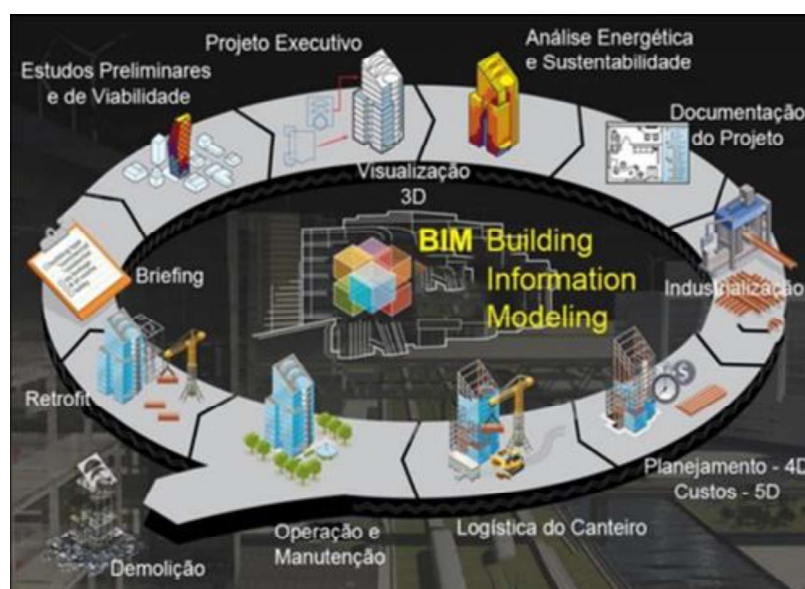 Projeto Executivo
Análise Energética
e Sustentabilidade
Estudos Preliminares
e de Viabilidade
Documentação
do Projeto
Visualização
3D
BIM Building
Information
Modeling
Briefing
Industrialização
Retrofit
Planejamento - 4D
Custos - 5D
Logística do Canteiro
Operação e
Manutenção
Demolição